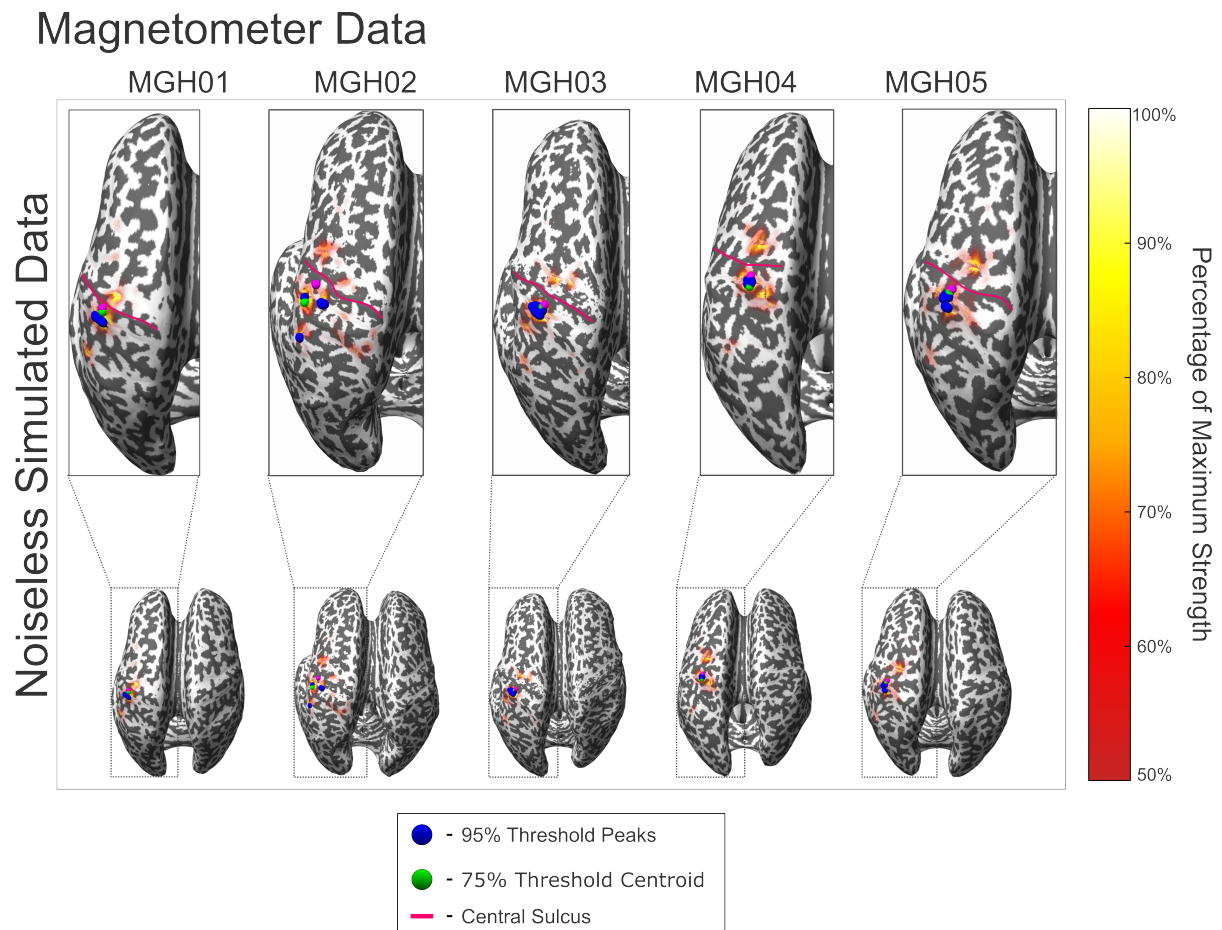 Magnetometer Data
MGH01 MGH02 MGH03 MGH04 MGH05
Noiseless Simulated Data
100%
90%
80%
70%
60%
50%
Percentage of Maximum Strength
- 95% Threshold Peaks
- 75% Threshold Centroid
- Central Sulcus